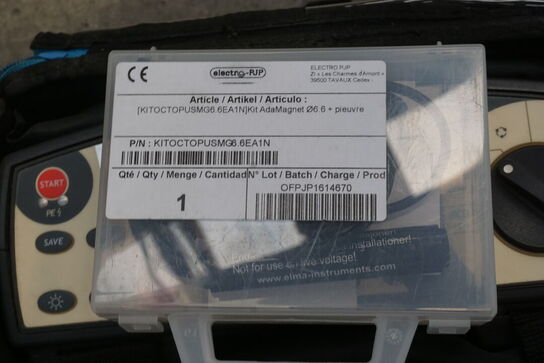 CE
electro-PJP
ELECTRO PJP
ZI « Les Charmes d'Amont »
39500 TAVAUX Cedex
Article / Artikel / Articulo :
[KITOCTOPUSMG6.6EA1N]Kit AdaMagnet Ø6.6 + pieuvre
P/N : KITOCTOPUSMG6.6EA1N
Qté / Qty / Menge / Cantidad
N° Lot / Batch / Charge / Prod
1
OFPJP1614670
START
PE
SAVE
installationer!
Not for use on live voltage!
www.elma-instruments.com